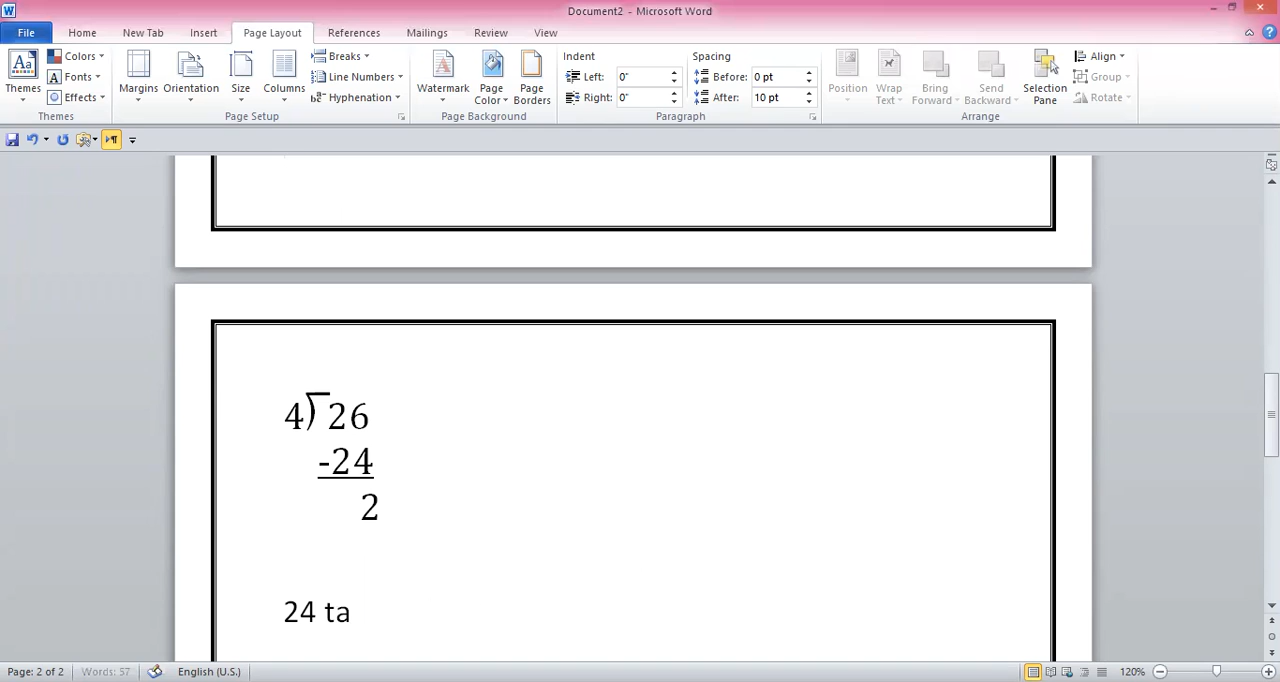 Document2 - Microsoft Word
File Home New Tab Insert Page Layout References Mailings Review View
Themes
Colors
Fonts
Effects
Themes
Margins
Orientation
Size
Columns
Breaks
Line Numbers
Hyphenation
Page Setup
Watermark
Page Color
Page Borders
Page Background
Indent
Left: 0"
Right: 0"
Spacing
Before: 0 pt
After: 10 pt
Paragraph
Position
Wrap Text
Bring Forward
Send Backward
Selection Pane
Align
Group
Rotate
Arrange
4) 26
-24
2
24 ta
Page: 2 of 2
Words: 57
English (U.S.)
120%